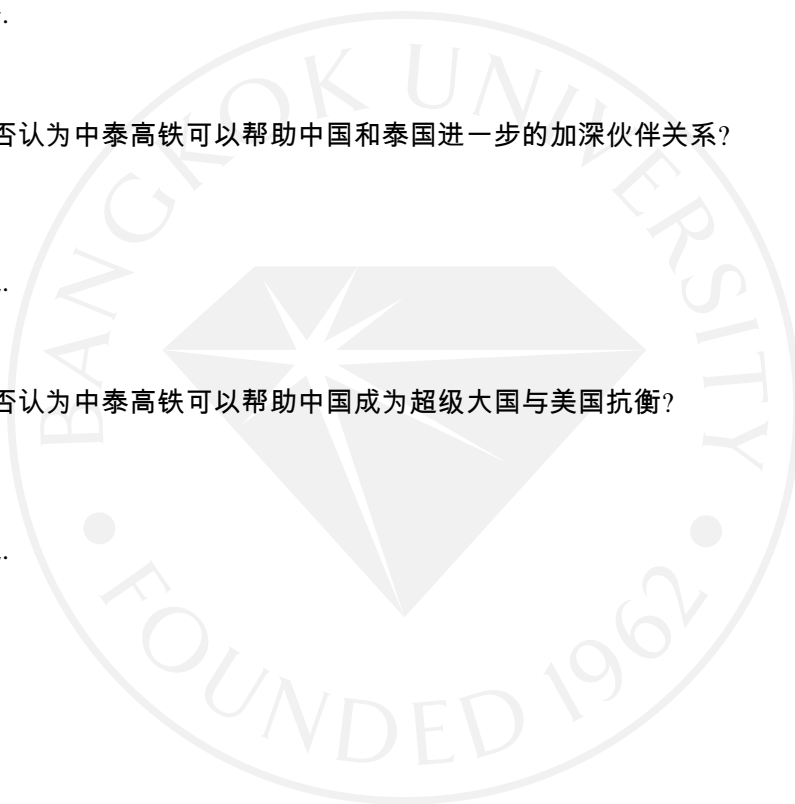 否认为中泰高铁可以帮助中国和泰国进一步的加深伙伴关系?
否认为中泰高铁可以帮助中国成为超级大国与美国抗衡?
BANGKOK UNIVERSITY
• FOUNDED 1962 •